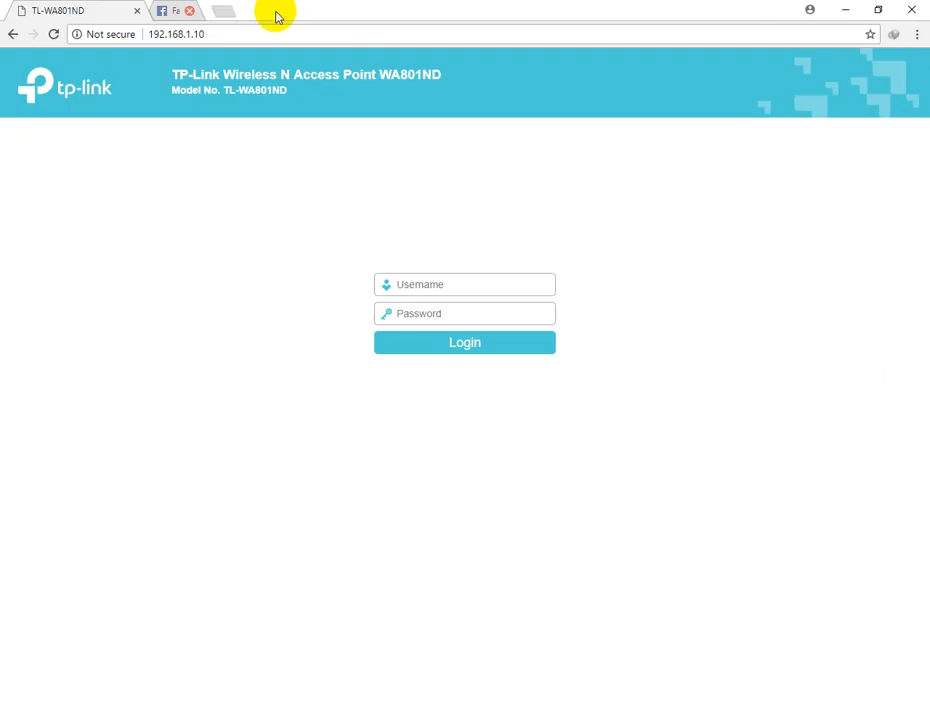 TL-WA801ND
Fa
Not secure
192.168.1.10
tp-link
TP-Link Wireless N Access Point WA801ND
Model No. TL-WA801ND
Username
Password
Login